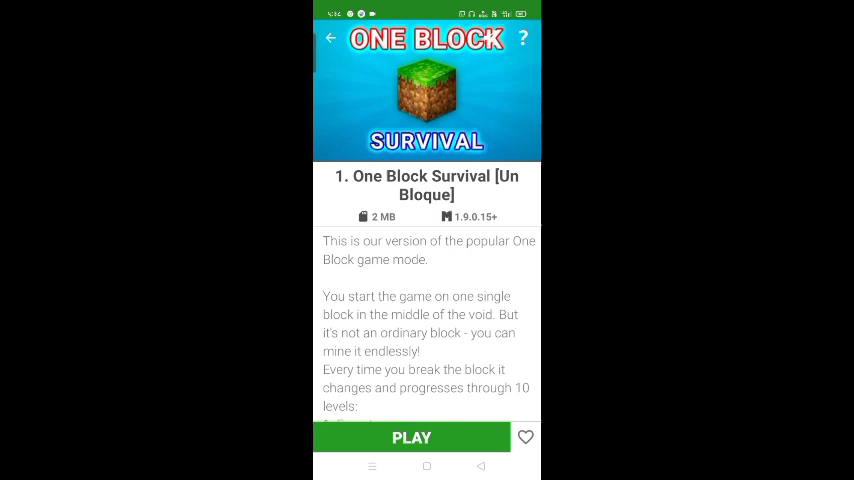 ONE BLOCK
?
SURVIVAL
1. One Block Survival [Un
Bloque]
2 MB
1.9.0.15+
This is our version of the popular One
Block game mode.
You start the game on one single
block in the middle of the void. But
it's not an ordinary block - you can
mine it endlessly!
Every time you break the block it
changes and progresses through 10
levels:
PLAY